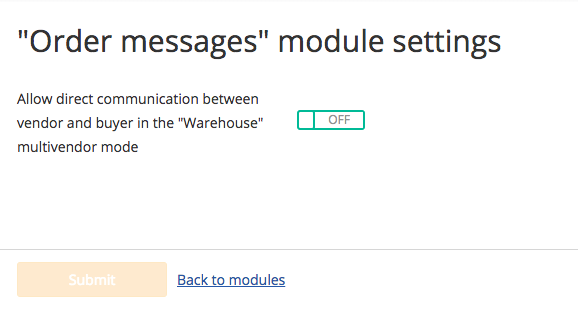 "Order messages" module settings
Allow direct communication between
vendor and buyer in the "Warehouse"
multivendor mode
OFF
Submit
Back to modules